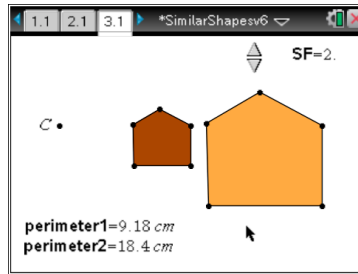 1.1 2.1 3.1 *SimilarShapesv6
SF=2.
C
perimeter1=9.18 cm
perimeter2=18.4 cm